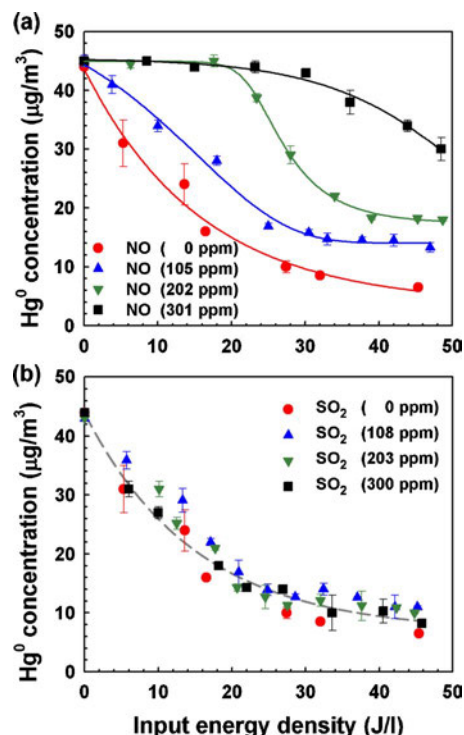 (a)
50
40
30
20
10
0
Hg⁰ concentration (μg/m³)
NO ( 0 ppm)
NO (105 ppm)
NO (202 ppm)
NO (301 ppm)
0 10 20 30 40 50
(b)
50
40
30
20
10
0
Hg⁰ concentration (μg/m³)
SO₂ ( 0 ppm)
SO₂ (108 ppm)
SO₂ (203 ppm)
SO₂ (300 ppm)
0 10 20 30 40 50
Input energy density (J/l)